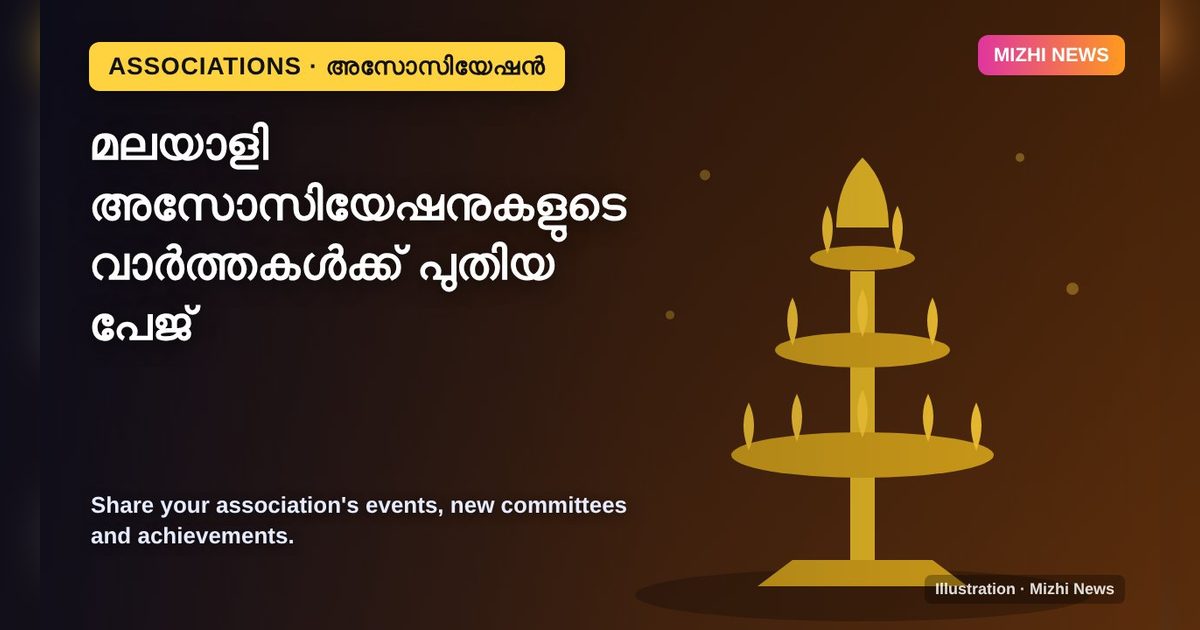 ASSOCIATIONS · അസോസിയേഷൻ
MIZHI NEWS
മലയാളി
അസോസിയേഷനുകളുടെ
വാർത്തകൾക്ക് പുതിയ
പേജ്
Share your association's events, new committees
and achievements.
Illustration · Mizhi News